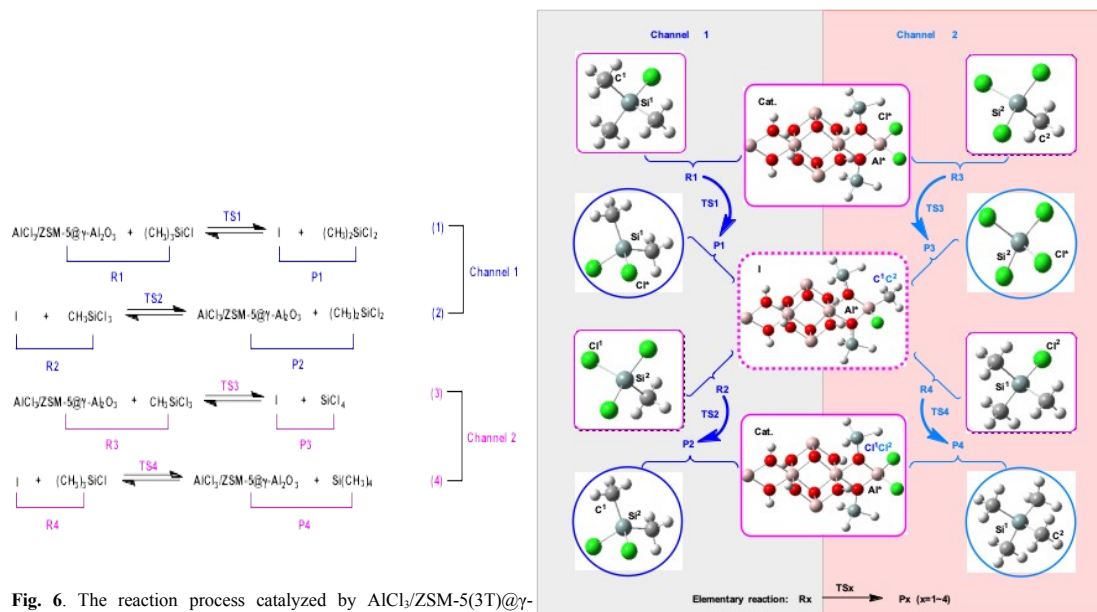 TS1
AlCl3/ZSM-5@γ-Al2O3 + (CH3)3SiCl I + (CH3)2SiCl2 (1)
R1 P1
Channel 1
TS2
I + CH3SiCl3 AlCl3/ZSM-5@γ-Al2O3 + (CH3)2SiCl2 (2)
R2 P2
TS3
AlCl3/ZSM-5@γ-Al2O3 + CH3SiCl3 I + SiCl4 (3)
R3 P3
Channel 2
TS4
I + (CH3)3SiCl AlCl3/ZSM-5@γ-Al2O3 + Si(CH3)4 (4)
R4 P4
Fig. 6. The reaction process catalyzed by AlCl3/ZSM-5(3T)@γ-
Channel 1 Channel 2
C1
Si1
Cat.
Cl*
Al*
Si2
C2
R1 R3
TS1 TS3
P1 P3
Si1
Cl*
I
C1C2
Al*
Si2
Cl*
Cl1
Si2
R2 R4
TS2 TS4
P2 P4
Cl2
Si1
Cat.
Cl1Cl2
Al*
C1
Si2
Si1
C2
Elementary reaction: Rx TSx Px (x=1~4)